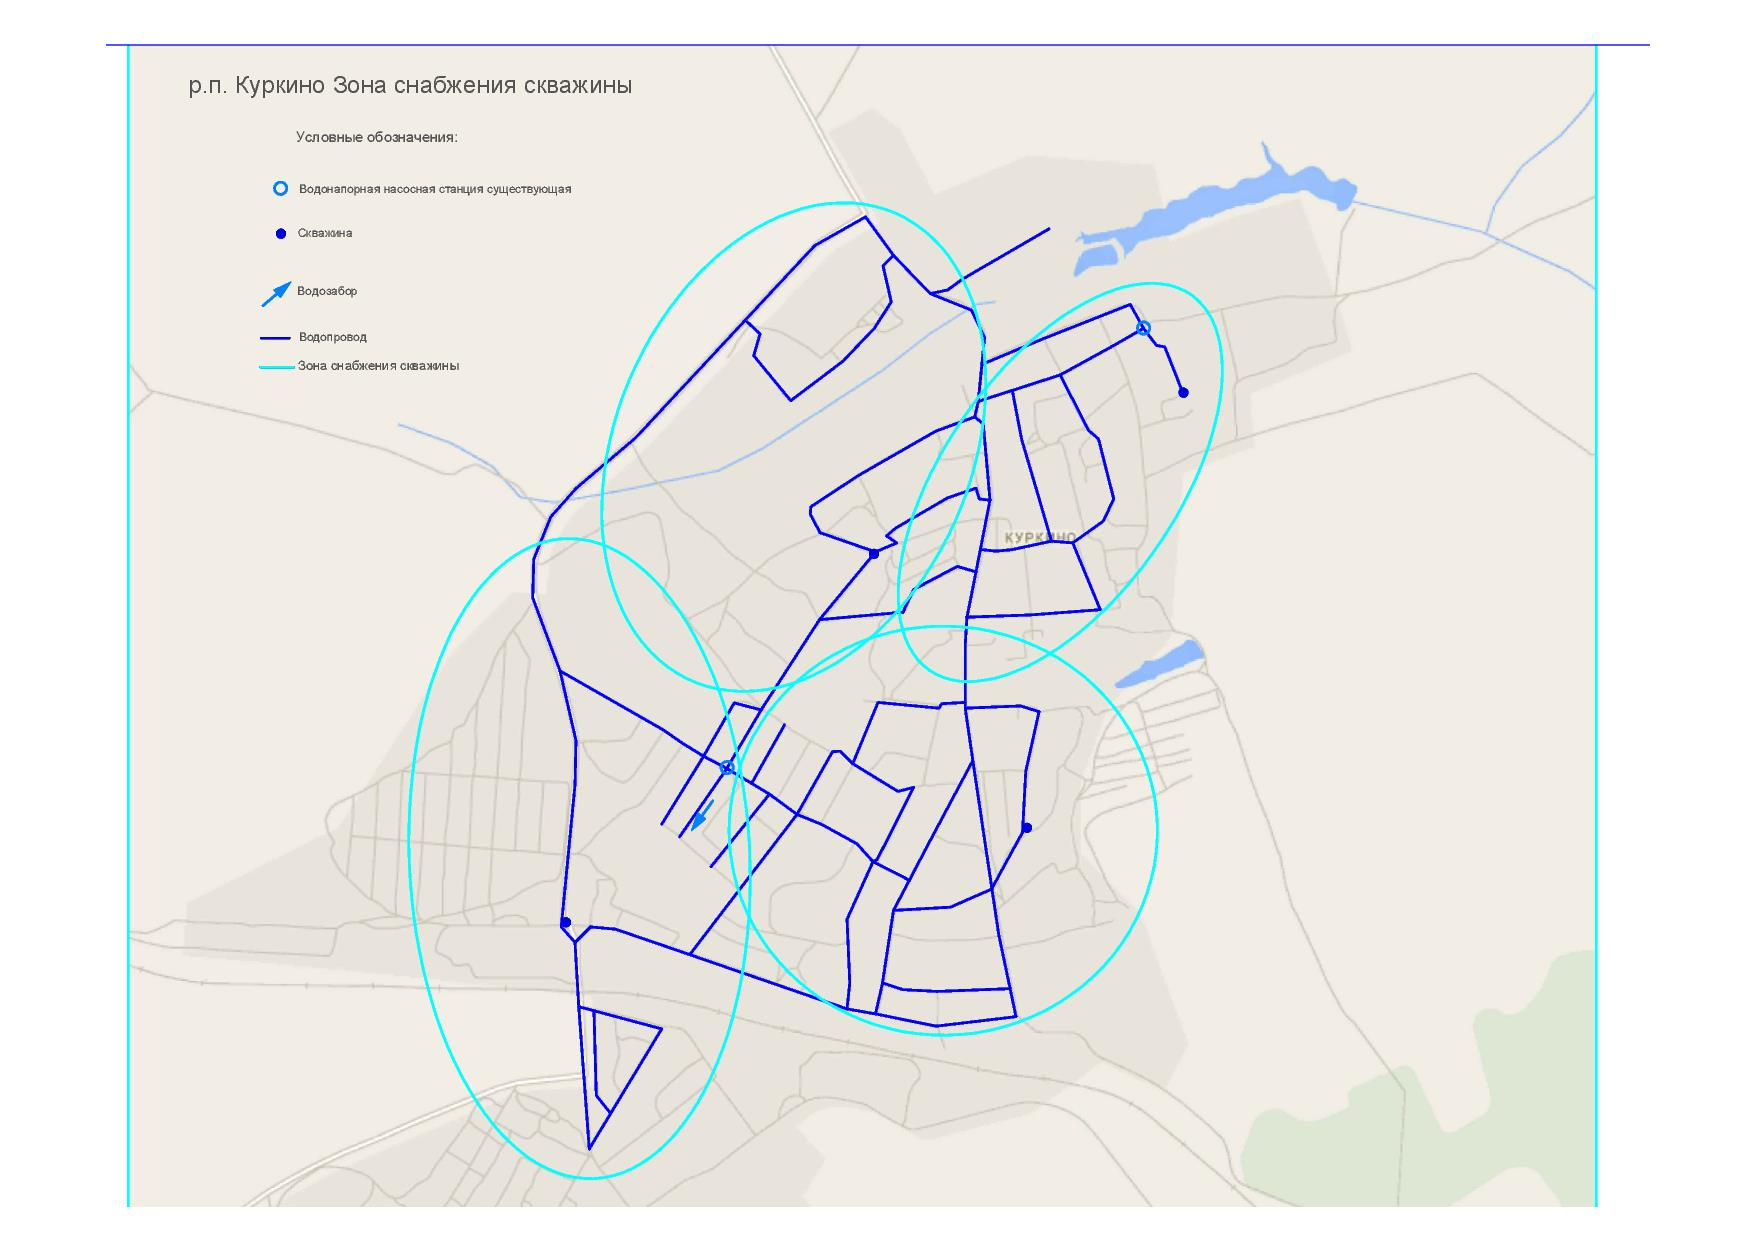 р.п. Куркино Зона снабжения скважины
Условные обозначения:
Водонапорная насосная станция существующая
Скважина
Водозабор
Водопровод
Зона снабжения скважины
КУРКИНО